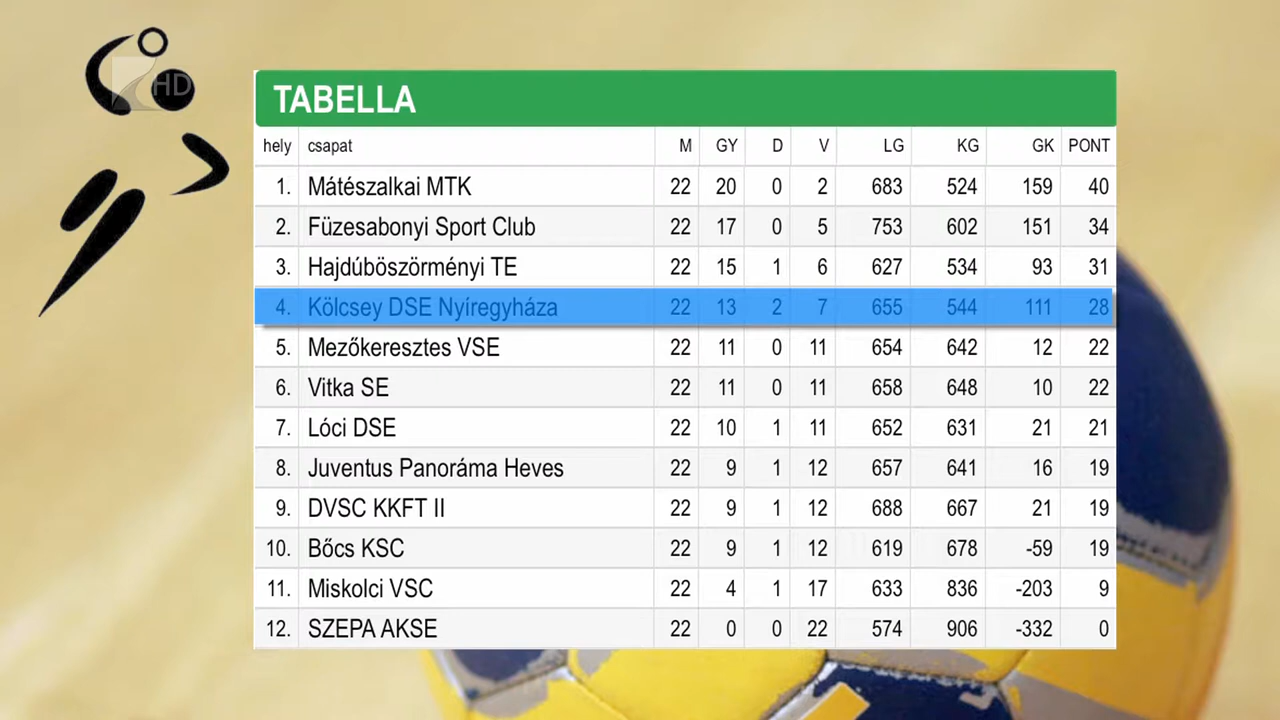 HD
TABELLA
hely csapat M GY D V LG KG GK PONT
1. Mátészalkai MTK 22 20 0 2 683 524 159 40
2. Füzesabonyi Sport Club 22 17 0 5 753 602 151 34
3. Hajdúböszörményi TE 22 15 1 6 627 534 93 31
4. Kölcsey DSE Nyíregyháza 22 13 2 7 655 544 111 28
5. Mezőkeresztes VSE 22 11 0 11 654 642 12 22
6. Vitka SE 22 11 0 11 658 648 10 22
7. Lóci DSE 22 10 1 11 652 631 21 21
8. Juventus Panoráma Heves 22 9 1 12 657 641 16 19
9. DVSC KKFT II 22 9 1 12 688 667 21 19
10. Bőcs KSC 22 9 1 12 619 678 -59 19
11. Miskolci VSC 22 4 1 17 633 836 -203 9
12. SZEPA AKSE 22 0 0 22 574 906 -332 0